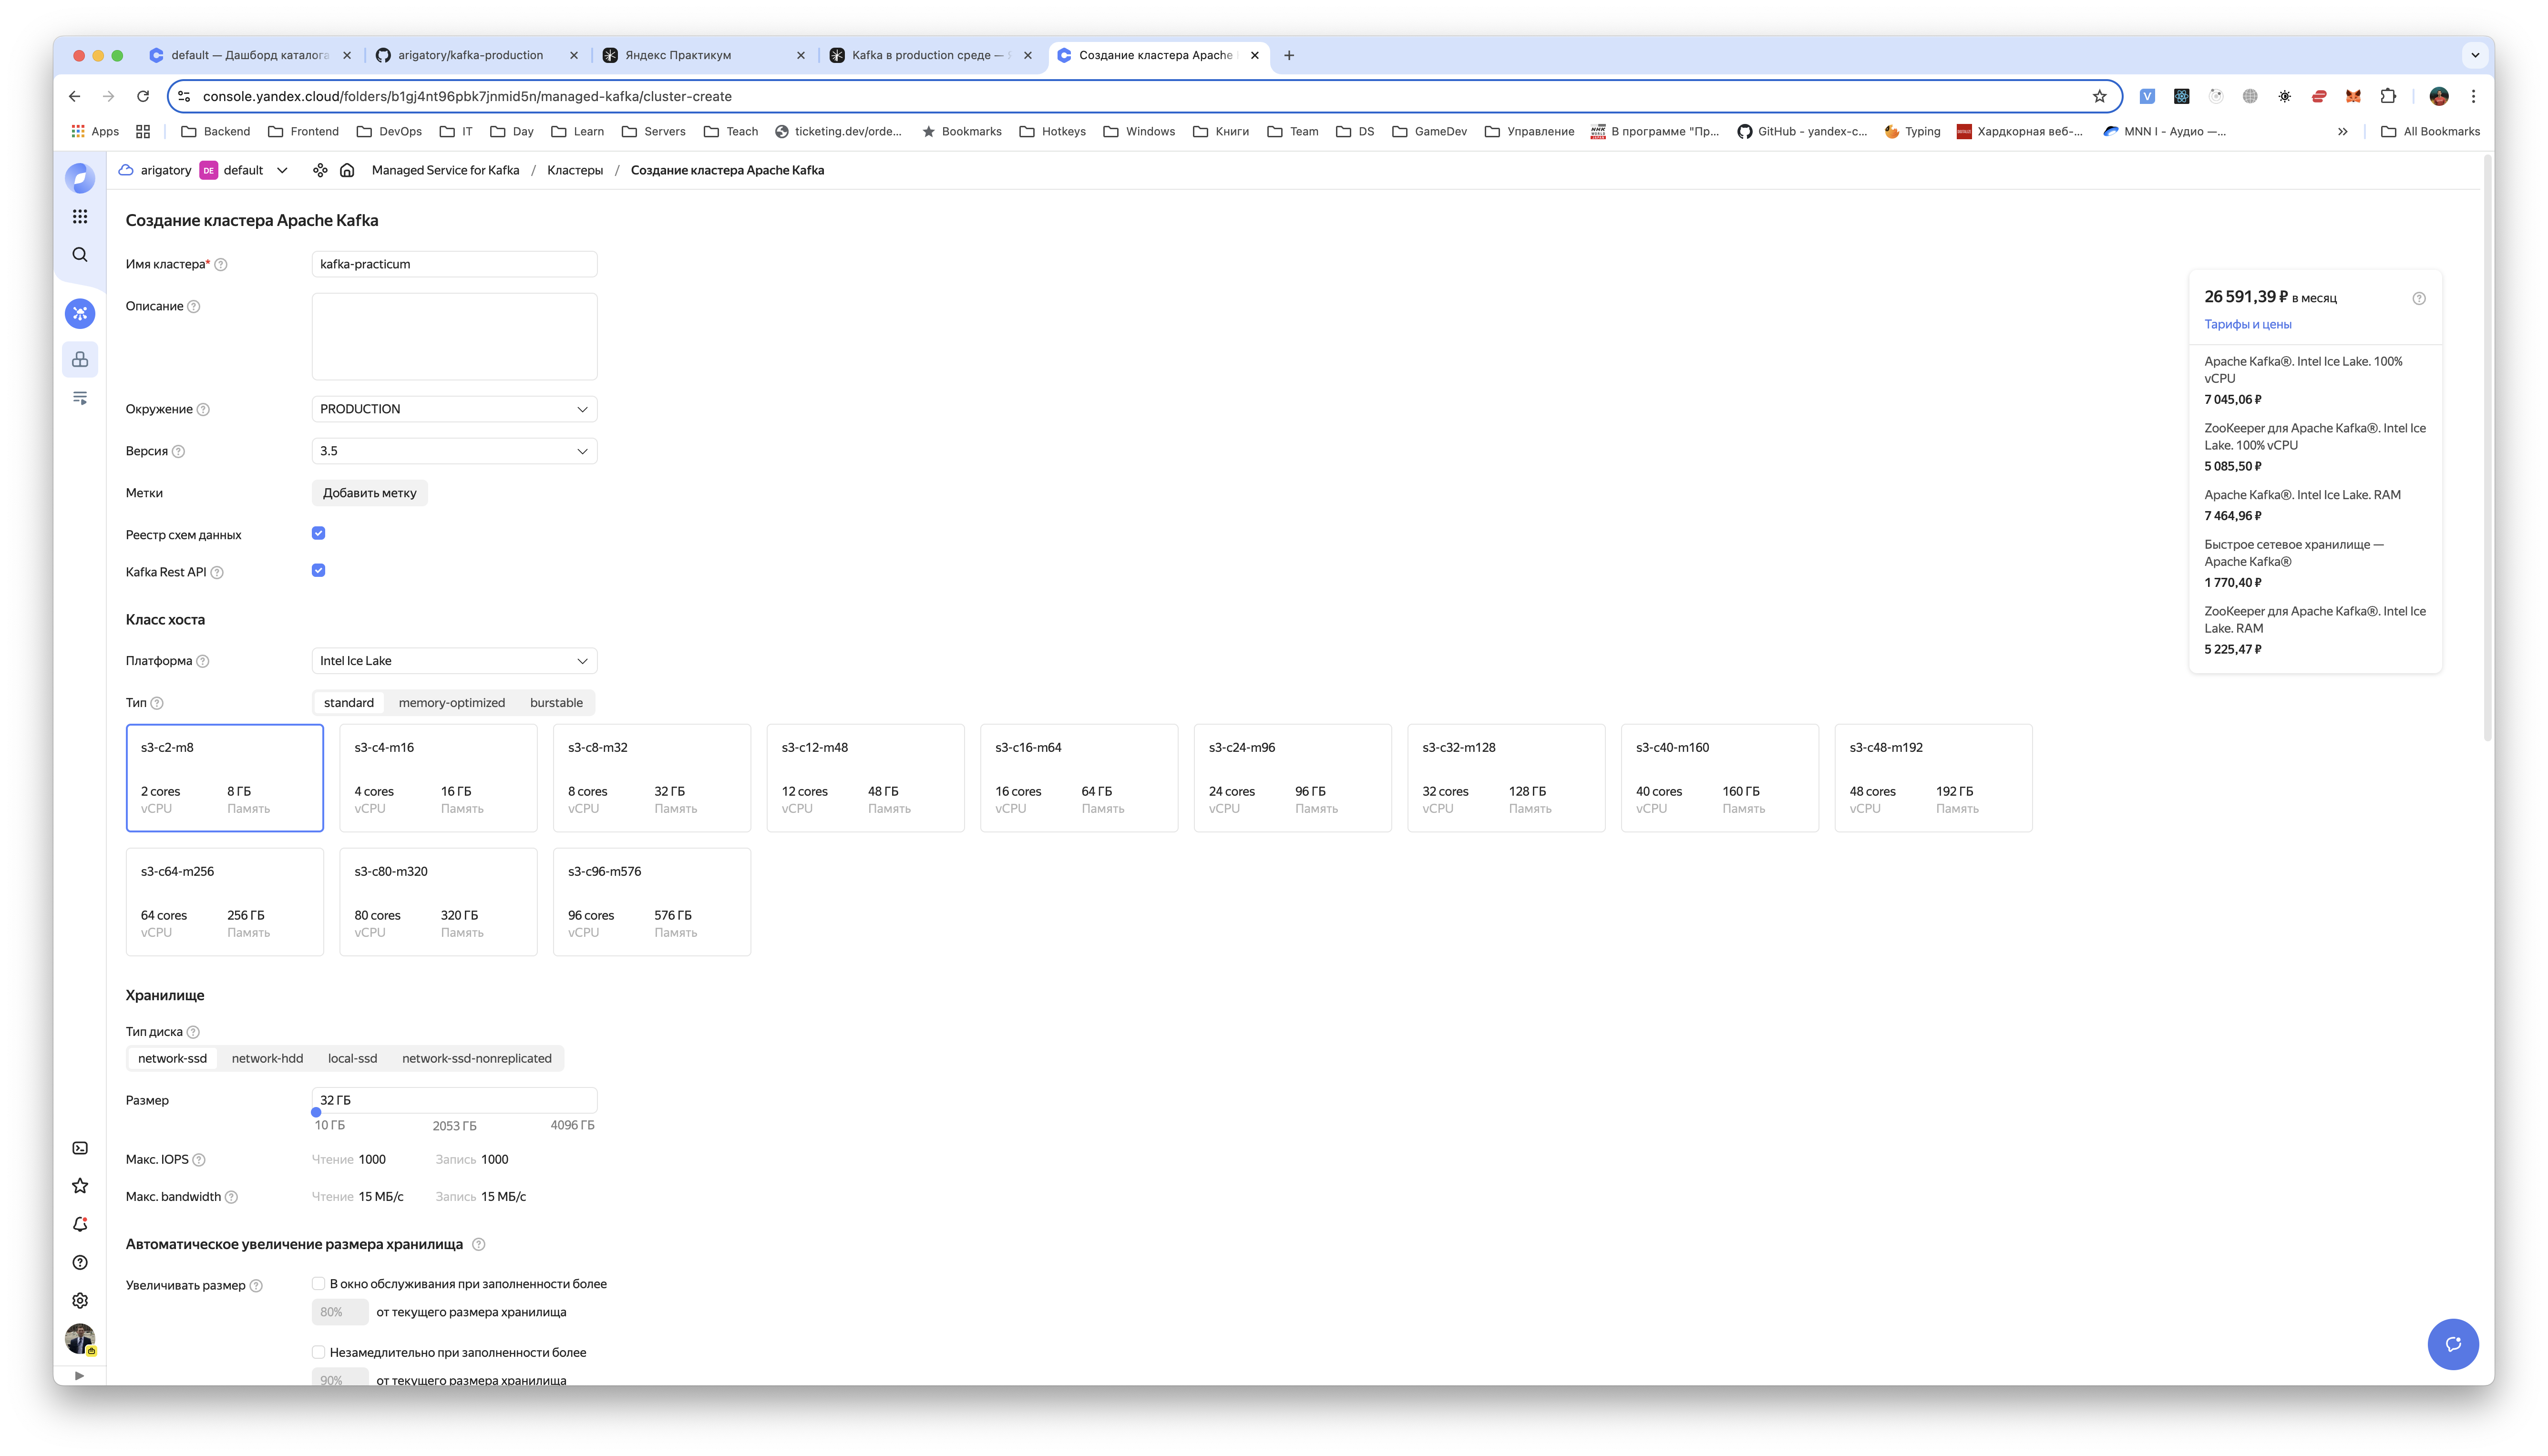 default — Дашборд каталога
arigatory/kafka-production
Яндекс Практикум
Kafka в production среде —
Создание кластера Apache
console.yandex.cloud/folders/b1gj4nt96pbk7jnmid5n/managed-kafka/cluster-create
Apps Backend Frontend DevOps IT Day Learn Servers Teach ticketing.dev/orde... Bookmarks Hotkeys Windows Книги Team DS GameDev Управление В программе "Пр... GitHub - yandex-c... Typing Хардкорная веб-... MNN I - Аудио —... » All Bookmarks
arigatory DE default Managed Service for Kafka / Кластеры / Создание кластера Apache Kafka
Создание кластера Apache Kafka
Имя кластера* kafka-practicum
Описание
Окружение PRODUCTION
Версия 3.5
Метки Добавить метку
Реестр схем данных
Kafka Rest API
Класс хоста
Платформа Intel Ice Lake
Тип standard memory-optimized burstable
s3-c2-m8 s3-c4-m16 s3-c8-m32 s3-c12-m48 s3-c16-m64 s3-c24-m96 s3-c32-m128 s3-c40-m160 s3-c48-m192
2 cores 8 ГБ 4 cores 16 ГБ 8 cores 32 ГБ 12 cores 48 ГБ 16 cores 64 ГБ 24 cores 96 ГБ 32 cores 128 ГБ 40 cores 160 ГБ 48 cores 192 ГБ
vCPU Память vCPU Память vCPU Память vCPU Память vCPU Память vCPU Память vCPU Память vCPU Память vCPU Память
s3-c64-m256 s3-c80-m320 s3-c96-m576
64 cores 256 ГБ 80 cores 320 ГБ 96 cores 576 ГБ
vCPU Память vCPU Память vCPU Память
Хранилище
Тип диска
network-ssd network-hdd local-ssd network-ssd-nonreplicated
Размер 32 ГБ
10 ГБ 2053 ГБ 4096 ГБ
Макс. IOPS Чтение 1000 Запись 1000
Макс. bandwidth Чтение 15 МБ/с Запись 15 МБ/с
Автоматическое увеличение размера хранилища
Увеличивать размер В окно обслуживания при заполненности более
80% от текущего размера хранилища
Незамедлительно при заполненности более
90% от текущего размера хранилища
26 591,39 ₽ в месяц
Тарифы и цены
Apache Kafka®. Intel Ice Lake. 100%
vCPU
7 045,06 ₽
ZooKeeper для Apache Kafka®. Intel Ice
Lake. 100% vCPU
5 085,50 ₽
Apache Kafka®. Intel Ice Lake. RAM
7 464,96 ₽
Быстрое сетевое хранилище —
Apache Kafka®
1 770,40 ₽
ZooKeeper для Apache Kafka®. Intel Ice
Lake. RAM
5 225,47 ₽